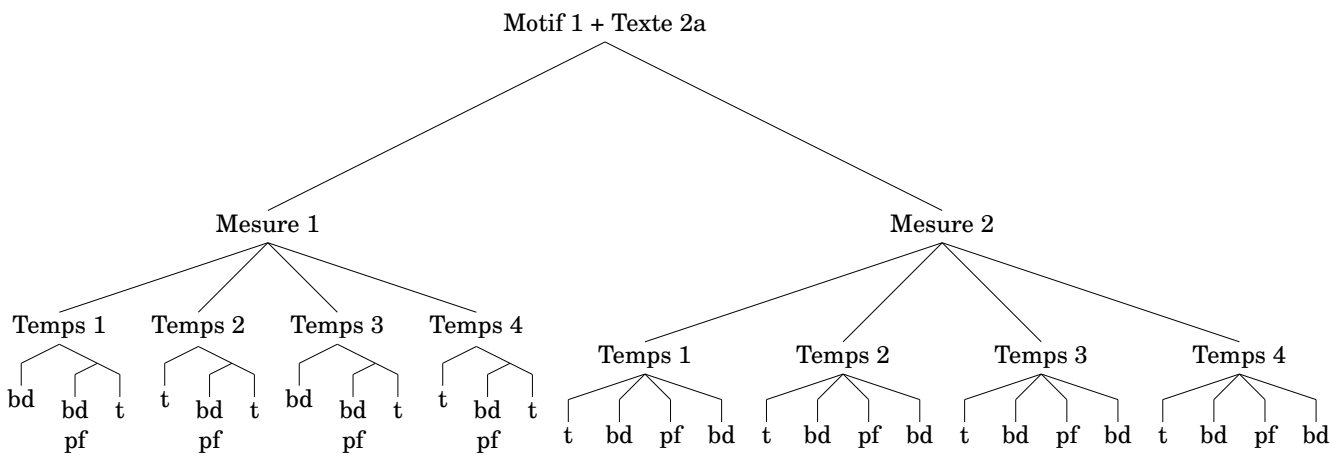 Motif 1 + Texte 2a
Mesure 1
Mesure 2
Temps 1 Temps 2 Temps 3 Temps 4
bd bd t t bd t bd bd t t bd t
pf pf pf pf
Temps 1 Temps 2 Temps 3 Temps 4
t bd pf bd t bd pf bd t bd pf bd t bd pf bd